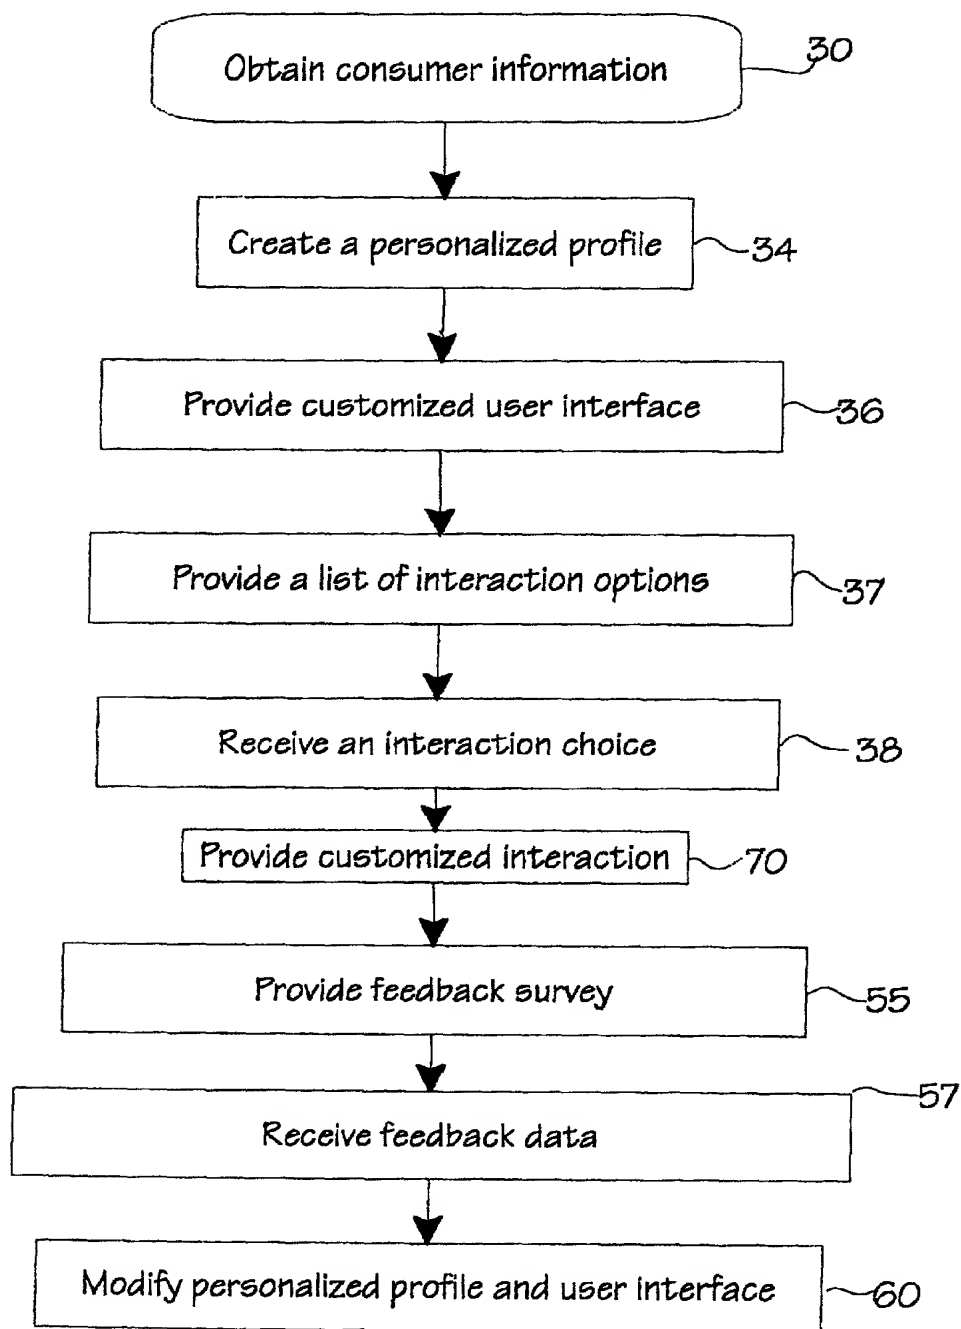 Obtain consumer information
30
Create a personalized profile
34
Provide customized user interface
36
Provide a list of interaction options
37
Receive an interaction choice
38
Provide customized interaction
70
Provide feedback survey
55
57
Receive feedback data
Modify personalized profile and user interface
60